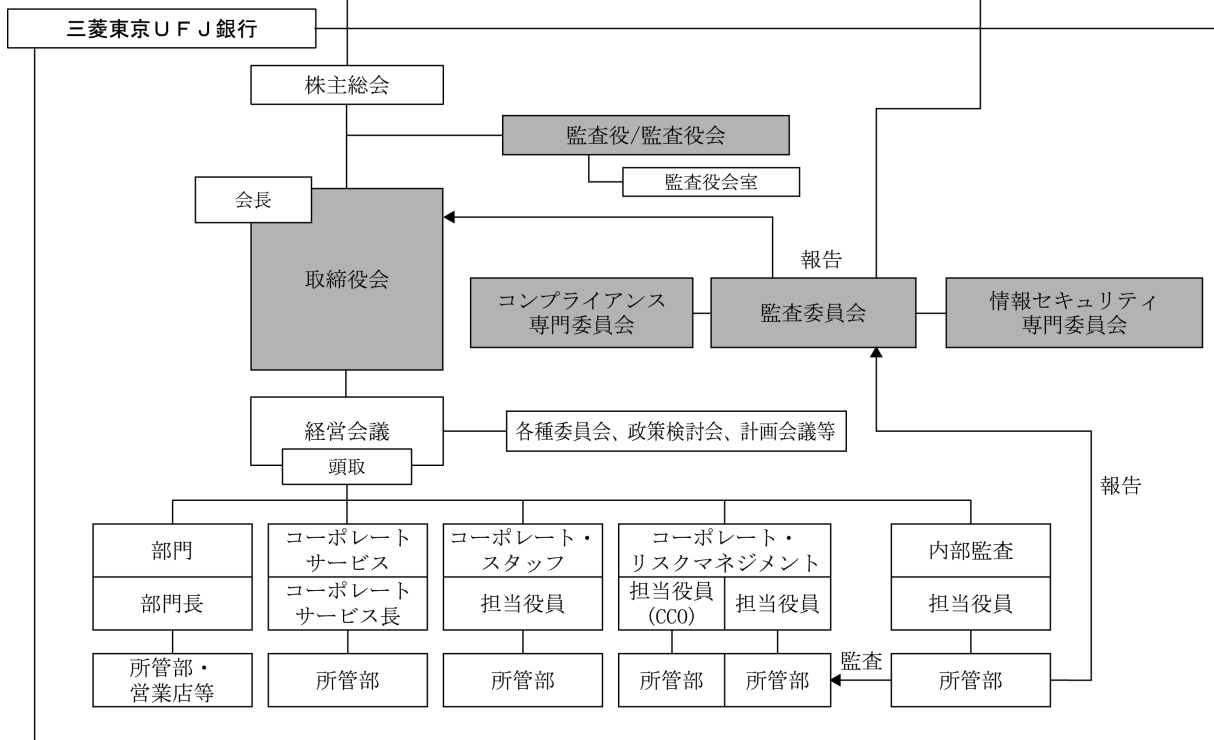 三菱東京ＵＦＪ銀行
株主総会
監査役/監査役会
監査役会室
会長
取締役会
報告
コンプライアンス
専門委員会
監査委員会
情報セキュリティ
専門委員会
経営会議
各種委員会、政策検討会、計画会議等
頭取
報告
部門
コーポレート
サービス
コーポレート・
スタッフ
コーポレート・
リスクマネジメント
内部監査
部門長
コーポレート
サービス長
担当役員
担当役員
(CCO)
担当役員
担当役員
所管部・
営業店等
所管部
所管部
所管部
所管部
監査
所管部